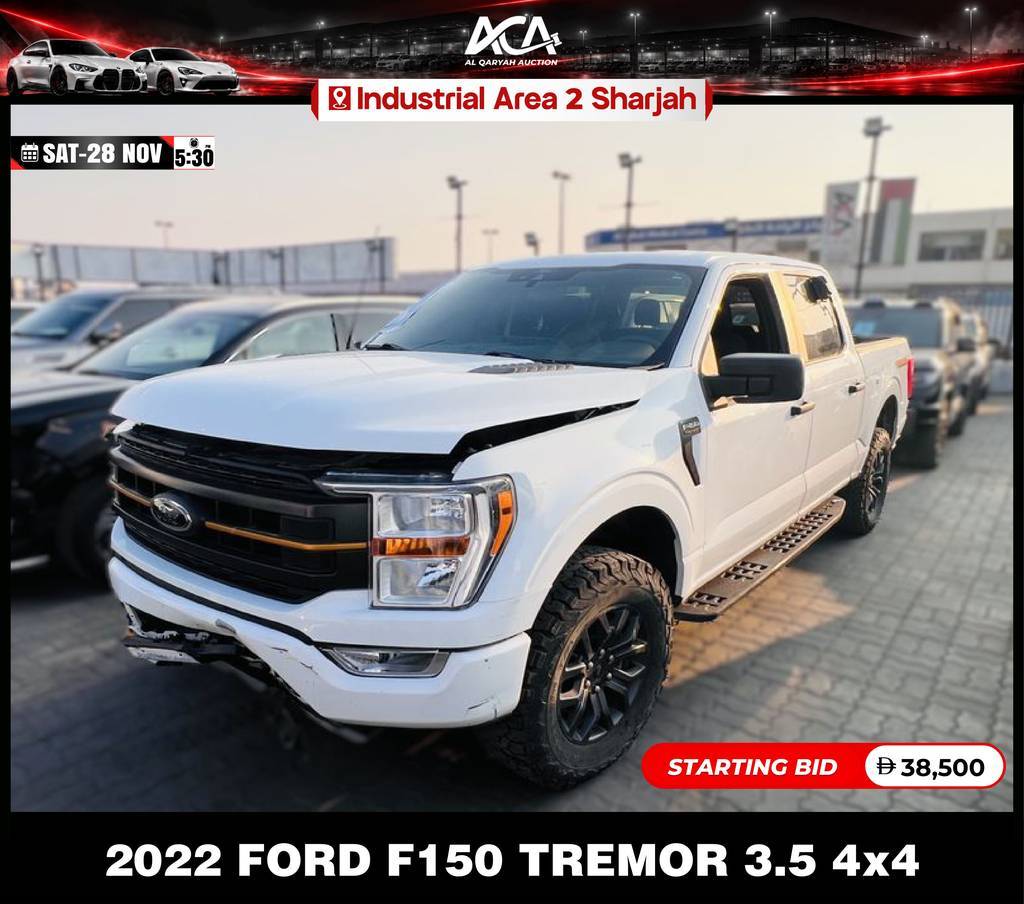 ACA
AL QARYAH AUCTION
Industrial Area 2 Sharjah
SAT-28 NOV 5:30
STARTING BID 38,500
2022 FORD F150 TREMOR 3.5 4x4